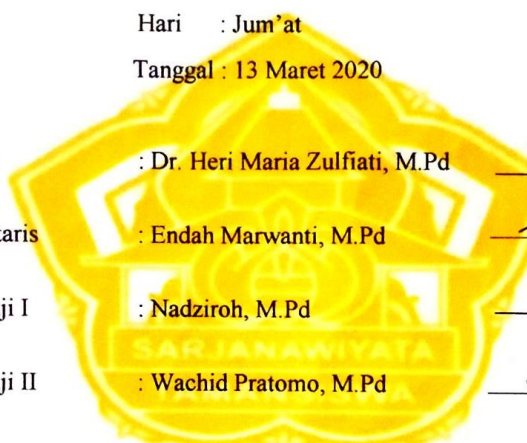 Hari : Jum'at
Tanggal : 13 Maret 2020
: Dr. Heri Maria Zulfiati, M.Pd
taris : Endah Marwanti, M.Pd
ji I : Nadziroh, M.Pd
SARJANAWIYATA
ji II : Wachid Pratomo, M.Pd